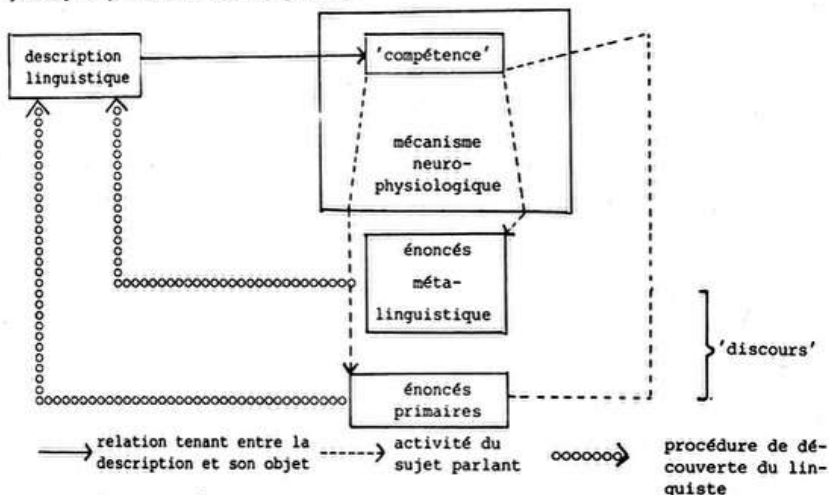 description
linguistique
'compétence'
mécanisme
neuro-
physiologique
énoncés
méta-
linguistique
'discours'
énoncés
primaires
relation tenant entre la
description et son objet
activité du
sujet parlant
procédure de dé-
couverte du lin-
guiste